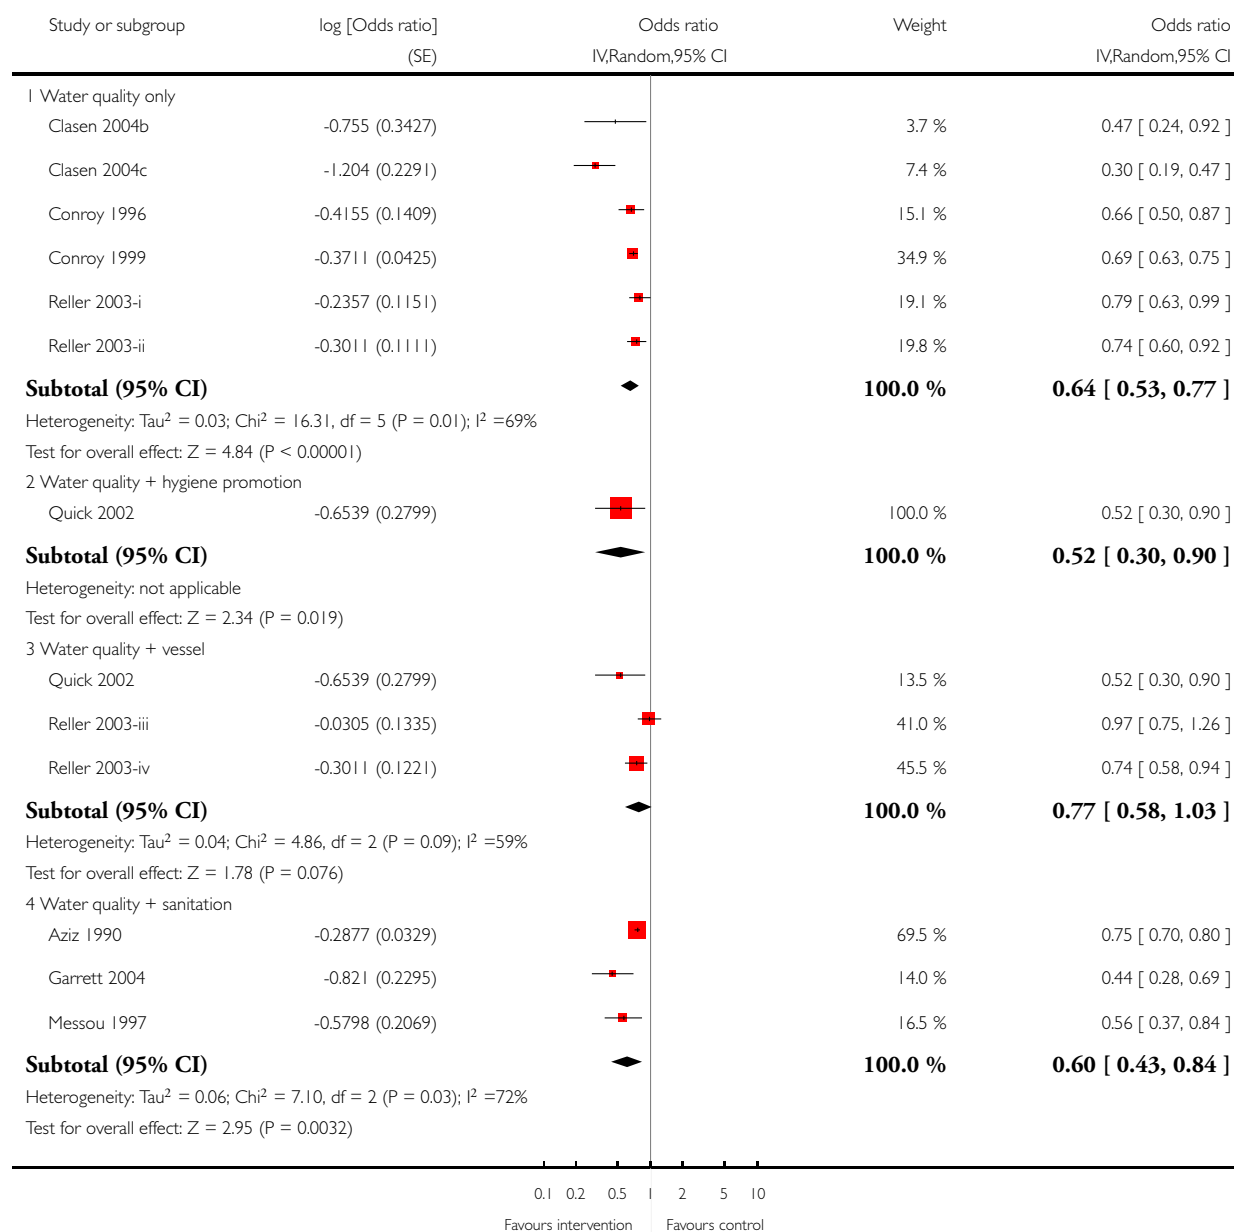 Study or subgroup log [Odds ratio] Odds ratio Weight Odds ratio
(SE) IV,Random,95% CI IV,Random,95% CI
1 Water quality only
Clasen 2004b -0.755 (0.3427) 3.7 % 0.47 [ 0.24, 0.92 ]
Clasen 2004c -1.204 (0.2291) 7.4 % 0.30 [ 0.19, 0.47 ]
Conroy 1996 -0.4155 (0.1409) 15.1 % 0.66 [ 0.50, 0.87 ]
Conroy 1999 -0.3711 (0.0425) 34.9 % 0.69 [ 0.63, 0.75 ]
Reller 2003-i -0.2357 (0.1151) 19.1 % 0.79 [ 0.63, 0.99 ]
Reller 2003-ii -0.3011 (0.1111) 19.8 % 0.74 [ 0.60, 0.92 ]
Subtotal (95% CI) 100.0 % 0.64 [ 0.53, 0.77 ]
Heterogeneity: Tau² = 0.03; Chi² = 16.31, df = 5 (P = 0.01); I² =69%
Test for overall effect: Z = 4.84 (P < 0.00001)
2 Water quality + hygiene promotion
Quick 2002 -0.6539 (0.2799) 100.0 % 0.52 [ 0.30, 0.90 ]
Subtotal (95% CI) 100.0 % 0.52 [ 0.30, 0.90 ]
Heterogeneity: not applicable
Test for overall effect: Z = 2.34 (P = 0.019)
3 Water quality + vessel
Quick 2002 -0.6539 (0.2799) 13.5 % 0.52 [ 0.30, 0.90 ]
Reller 2003-iii -0.0305 (0.1335) 41.0 % 0.97 [ 0.75, 1.26 ]
Reller 2003-iv -0.3011 (0.1221) 45.5 % 0.74 [ 0.58, 0.94 ]
Subtotal (95% CI) 100.0 % 0.77 [ 0.58, 1.03 ]
Heterogeneity: Tau² = 0.04; Chi² = 4.86, df = 2 (P = 0.09); I² =59%
Test for overall effect: Z = 1.78 (P = 0.076)
4 Water quality + sanitation
Aziz 1990 -0.2877 (0.0329) 69.5 % 0.75 [ 0.70, 0.80 ]
Garrett 2004 -0.821 (0.2295) 14.0 % 0.44 [ 0.28, 0.69 ]
Messou 1997 -0.5798 (0.2069) 16.5 % 0.56 [ 0.37, 0.84 ]
Subtotal (95% CI) 100.0 % 0.60 [ 0.43, 0.84 ]
Heterogeneity: Tau² = 0.06; Chi² = 7.10, df = 2 (P = 0.03); I² =72%
Test for overall effect: Z = 2.95 (P = 0.0032)
0.1 0.2 0.5 1 2 5 10
Favours intervention Favours control